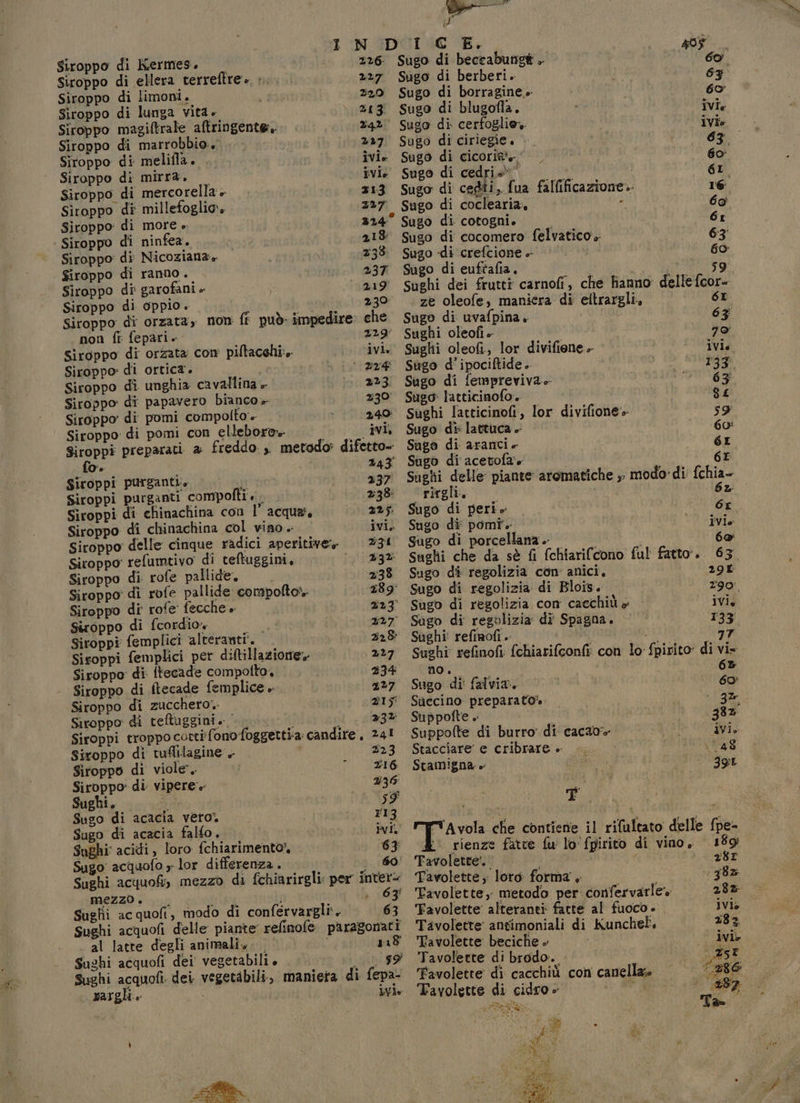 I N D I C E. 405
Siroppo di Kermes. 226
Siroppo di ellera terreſtre. 227
Siroppo di limoni. 220
Siroppo di lunga vita. 213
Siroppo magiſtrale aſtringente. 242
Siroppo di marrobbio. 227
Siroppo di meliſſa. ivi.
Siroppo di mirra. ivi.
Siroppo di mercorella. 313
Siroppo di millefoglio. 327
Siroppo di more. 224
Siroppo di ninfea. 218
Siroppo di Nicoziana. 238
Siroppo di ranno. 237
Siroppo di garofani. 219
Siroppo di oppio. 230
Siroppo di orzata, non ſi può impedire che
non ſi ſepari. 229
Siroppo di orzata con piſtacchi. ivi.
Siroppo di ortica. 224
Siroppo di unghia cavallina. 223
Siroppo di papavero bianco. 230
Siroppo di pomi compoſto. 240
Siroppo di pomi con elleboro. ivi.
Siroppi preparati a freddo, metodo difetto-
ſo. 243
Siroppi purganti. 237
Siroppi purganti compoſti. 238
Siroppi di chinachina con l' acqua. 225
Siroppo di chinachina col vino. ivi.
Siroppo delle cinque radici aperitive. 231
Siroppo reſumtivo di teſtuggini. 232
Siroppo di roſe pallide. 238
Siroppo di roſe pallide compoſto. 289
Siroppo di roſe ſecche. 223
Siroppo di ſcordio. 227
Siroppi ſemplici alteranti. 228
Siroppi ſemplici per diſtillazione. 227
Siroppo di ſtecade compoſto. 234
Siroppo di ſtecade ſemplice. 227
Siroppo di zucchero. 215
Siroppo di teſtuggini. 232
Siroppi troppo cotti ſono ſoggetti a candire. 241
Siroppo di tuſſilagine. 223
Siroppo di viole. 216
Siroppo di vipere. 236
Sughi. 59
Sugo di acacia vero. 113
Sugo di acacia falſo. ivi.
Sughi acidi, loro ſchiarimento. 63
Sugo acquoſo, lor differenza. 60
Sughi acquoſi, mezzo di ſchiarirgli per inter-
mezzo. 63
Sughi acquoſi, modo di conſervargli. 63
Sughi acquoſi delle piante reſinoſe paragonati
al latte degli animali. 118
Sughi acquoſi dei vegetabili. 59
Sughi acquoſi dei vegetabili, maniera di ſepa-
rargli. ivi.
Sugo di beccabunga. 60
Sugo di berberi. 63
Sugo di borragine. 60
Sugo di blugoſſa. ivi.
Sugo di cerfoglio. ivi.
Sugo di ciriegie. 63
Sugo di cicoria. 60
Sugo di cedri. 61
Sugo di cedri, ſua falſificazione. 16
Sugo di coclearia. 60
Sugo di cotogni. 61
Sugo di cocomero ſelvatico. 63
Sugo di creſcione. 60
Sugo di eufraſia. 59
Sughi dei frutti carnoſi, che hanno delle ſcor-
ze oleoſe, maniera di eſtrargli. 61
Sugo di uvaſpina. 63
Sughi oleoſi. 70
Sughi oleoſi, lor diviſione. ivi.
Sugo d'ipociſtide. 133
Sugo di ſempreviva. 63
Sugo latticinoſo. 81
Sughi latticinoſi, lor diviſione. 59
Sugo di lattuca. 60
Sugo di aranci. 61
Sugo di acetoſa. 61
Sughi delle piante aromatiche, modo di ſchia-
rirgli. 62
Sugo di peri. 61
Sugo di pomi. ivi.
Sugo di porcellana. 60
Sughi che da sè ſi ſchiariſcono ſul fatto. 63
Sugo di regolizia con anici. 291
Sugo di regolizia di Blois. 290
Sugo di regolizia con cacchiù. ivi.
Sugo di regolizia di Spagna. 133
Sughi reſinoſi. 77
Sughi reſinoſi ſchiariſconſi con lo ſpirito di vi-
no. 62
Sugo di ſalvia. 60
Succino preparato. 32
Suppoſte. 382
Suppoſte di burro di cacao. ivi.
Stacciare e cribrare. 48
Stamigna. 391
T
TAvola che contiene il riſultato delle ſpe-
rienze fatte ſu lo ſpirito di vino. 189
Tavolette. 281
Tavolette, loro forma. 382
Tavolette, metodo per conſervarle. 282
Tavolette alteranti fatte al fuoco. ivi.
Tavolette antimoniali di Kunchel. 283
Tavolette beciche. ivi.
Tavolette di brodo. 251
Tavolette di cacchiù con canella. 286
Tavolette di cidro. 287
Ta-